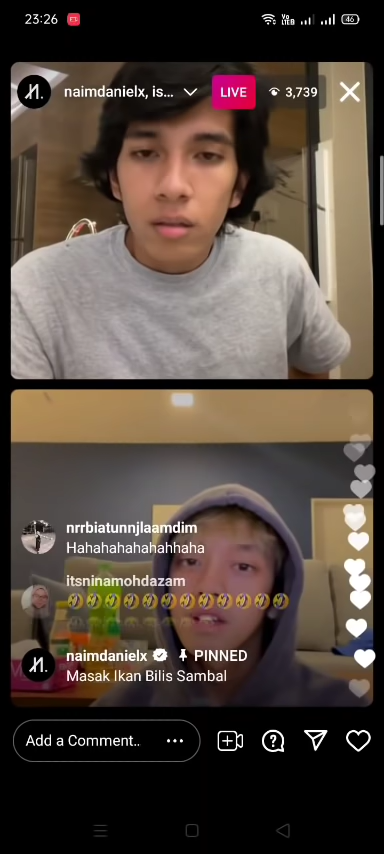 23:26
46
naimdanielx, is...
LIVE
3,739
nrrbiatunnjlaamdim
Hahahahahahahhaha
itsninamohdazam
🤣🤣🤣🤣🤣🤣🤣🤣🤣🤣🤣🤣
naimdanielx PINNED
Masak Ikan Bilis Sambal
Add a Comment..